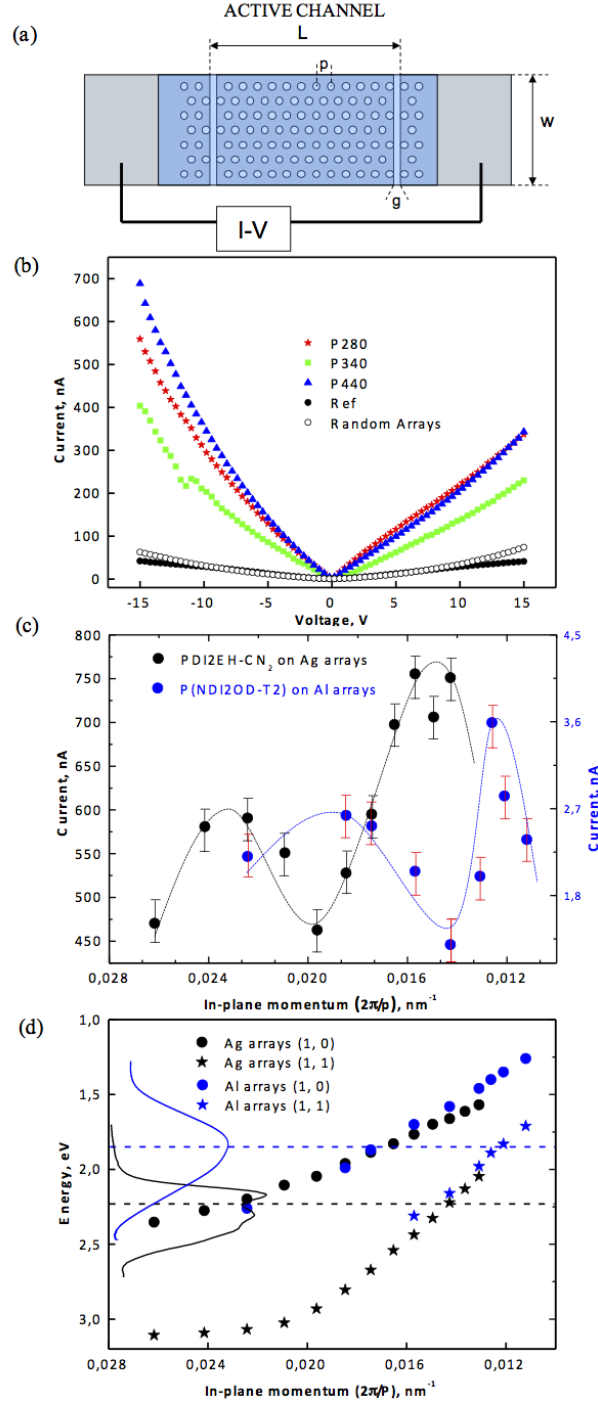 ACTIVE CHANNEL
(a)
L
p
w
g
I-V
(b)
700
600
500
400
300
200
100
0
Current, nA
P280
P340
P440
Ref
Random Arrays
-15 -10 -5 0 5 10 15
Voltage, V
(c)
800
750
700
650
600
550
500
450
Current, nA
PDI2EH-CN2 on Ag arrays
P(NDI2OD-T2) on Al arrays
4,5
3,6
2,7
1,8
Current, nA
0,028 0,024 0,020 0,016 0,012
In-plane momentum (2π/p), nm-1
(d)
1,0
1,5
2,0
2,5
3,0
Energy, eV
Ag arrays (1, 0)
Ag arrays (1, 1)
Al arrays (1, 0)
Al arrays (1, 1)
0,028 0,024 0,020 0,016 0,012
In-plane momentum (2π/P), nm-1